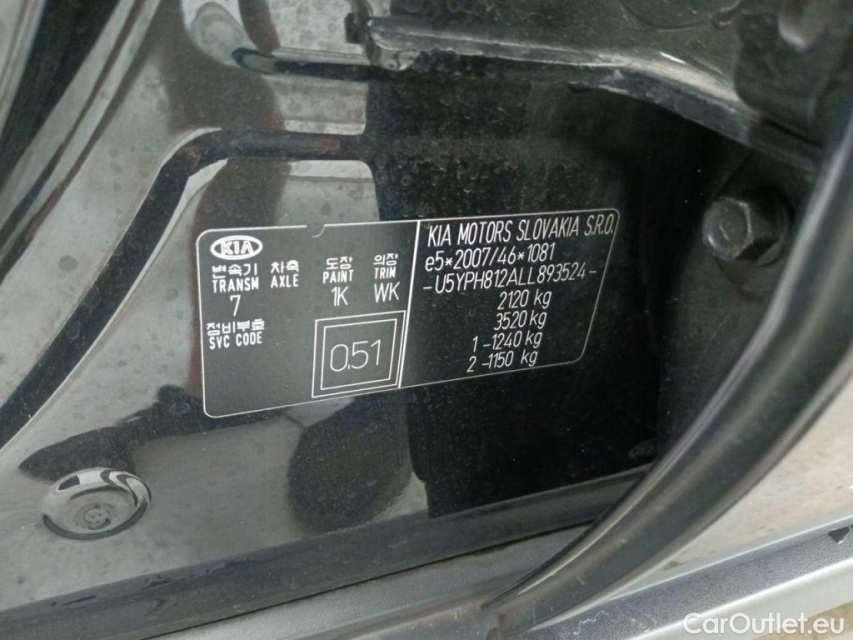 KIA
변속기 차축 도장 의장
TRANSM AXLE PAINT TRIM
7 1K WK
정비부호
SVC CODE
0.51
KIA MOTORS SLOVAKIA S.R.O.
e5*2007/46*1081
-U5YPH812ALL893524-
2120 kg
3520 kg
1 -1240 kg
2 -1150 kg
CarOutlet.eu